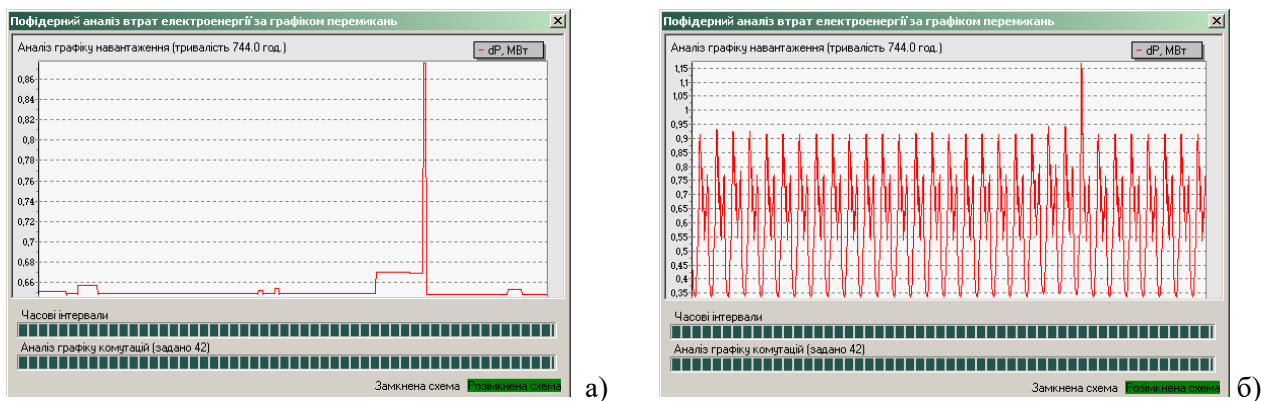 Пофідерний аналіз втрат електроенергії за графіком перемикань
Аналіз графіку навантаження (тривалість 744.0 год.)
dP, МВт
0,86
0,84
0,82
0,8
0,78
0,76
0,74
0,72
0,7
0,68
0,66
Часові інтервали
Аналіз графіку комутацій (задано 42)
Замкнена схема Розімкнена схема
а)
Пофідерний аналіз втрат електроенергії за графіком перемикань
Аналіз графіку навантаження (тривалість 744.0 год.)
dP, МВт
1,15
1,1
1,05
1
0,95
0,9
0,85
0,8
0,75
0,7
0,65
0,6
0,55
0,5
0,45
0,4
0,35
Часові інтервали
Аналіз графіку комутацій (задано 42)
Замкнена схема Розімкнена схема
б)